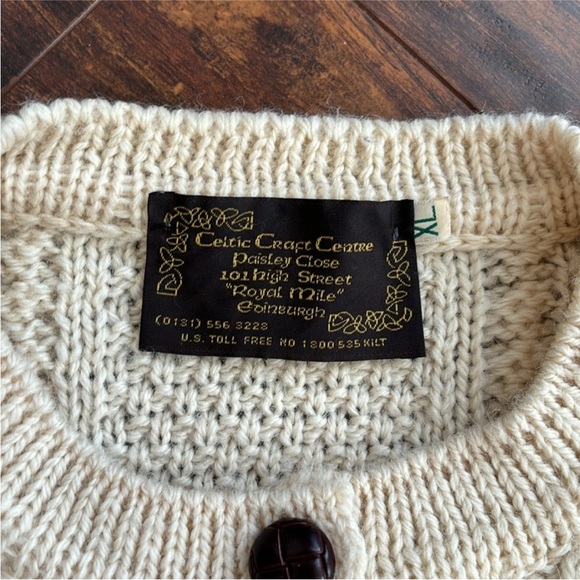 Celtic Craft Centre
Paisley Close
101 High Street
"Royal Mile"
Edinburgh
(0131) 556 3228
U.S. TOLL FREE NO 1800 535 KILT
XL